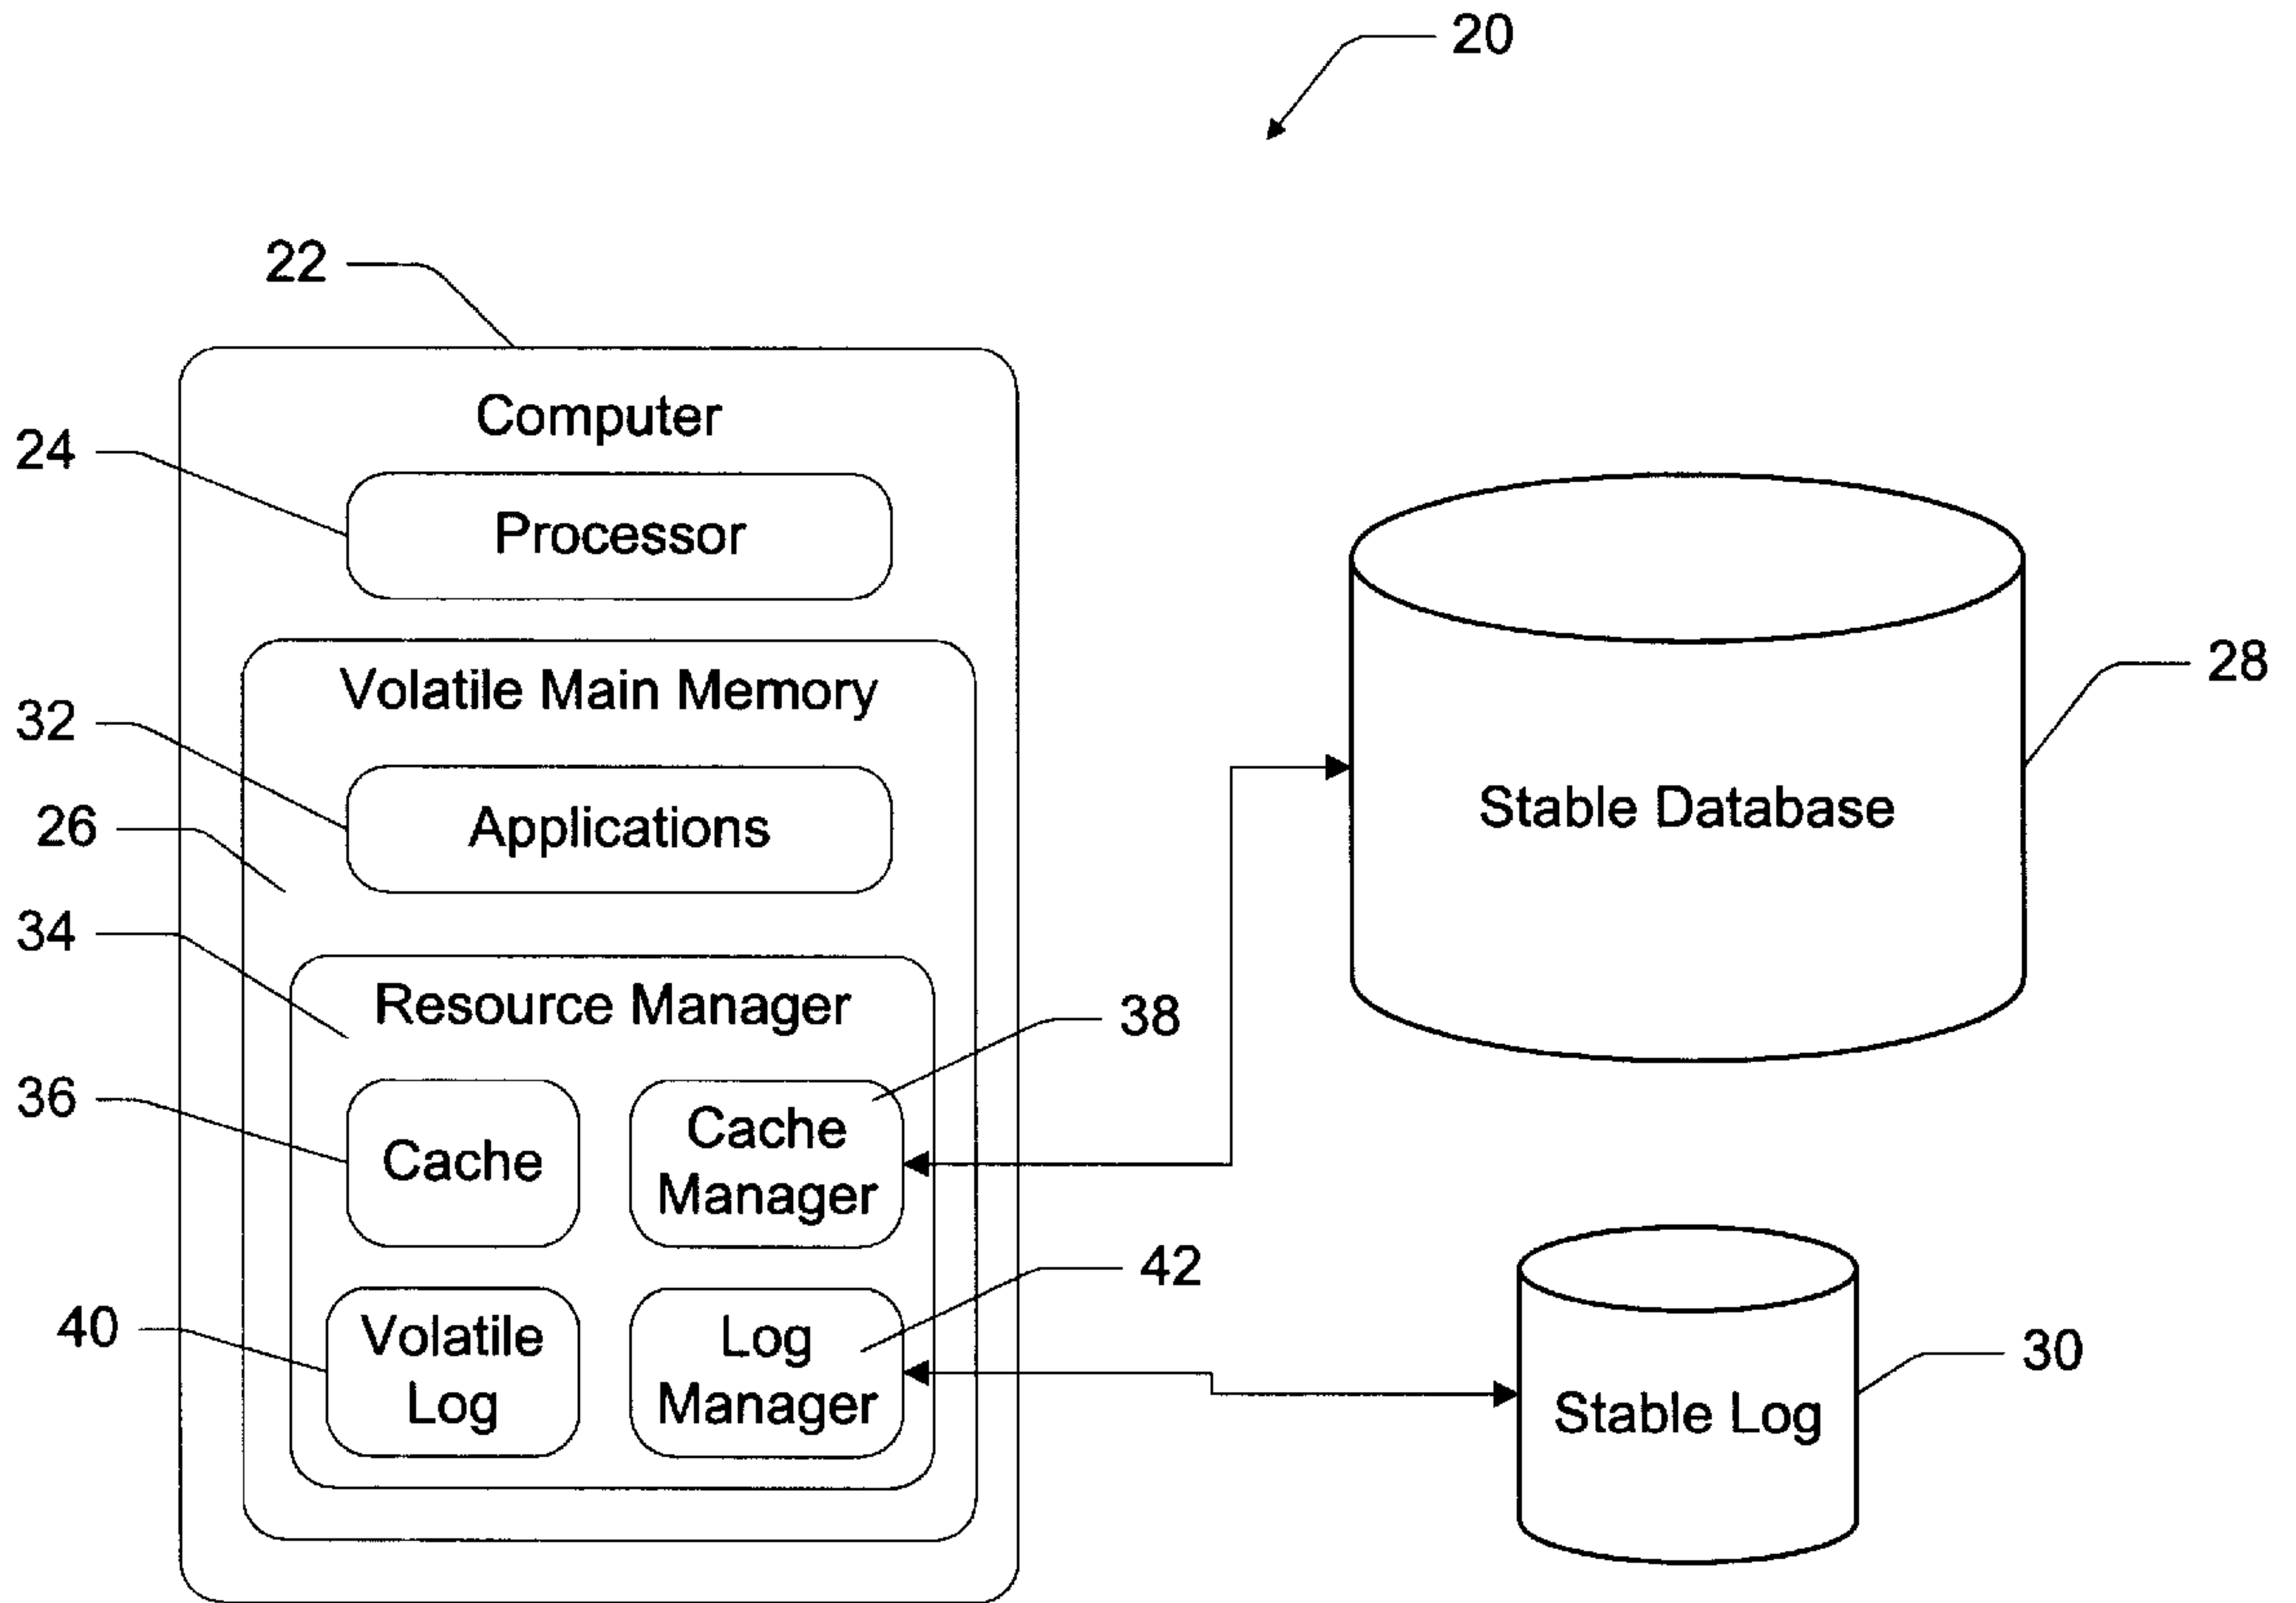 20
22
Computer
24
Processor
Volatile Main Memory
28
32
Stable Database
26
Applications
34
Resource Manager
38
36
Cache
Cache
Manager
42
40
Volatile
Log
Log
Manager
30
Stable Log